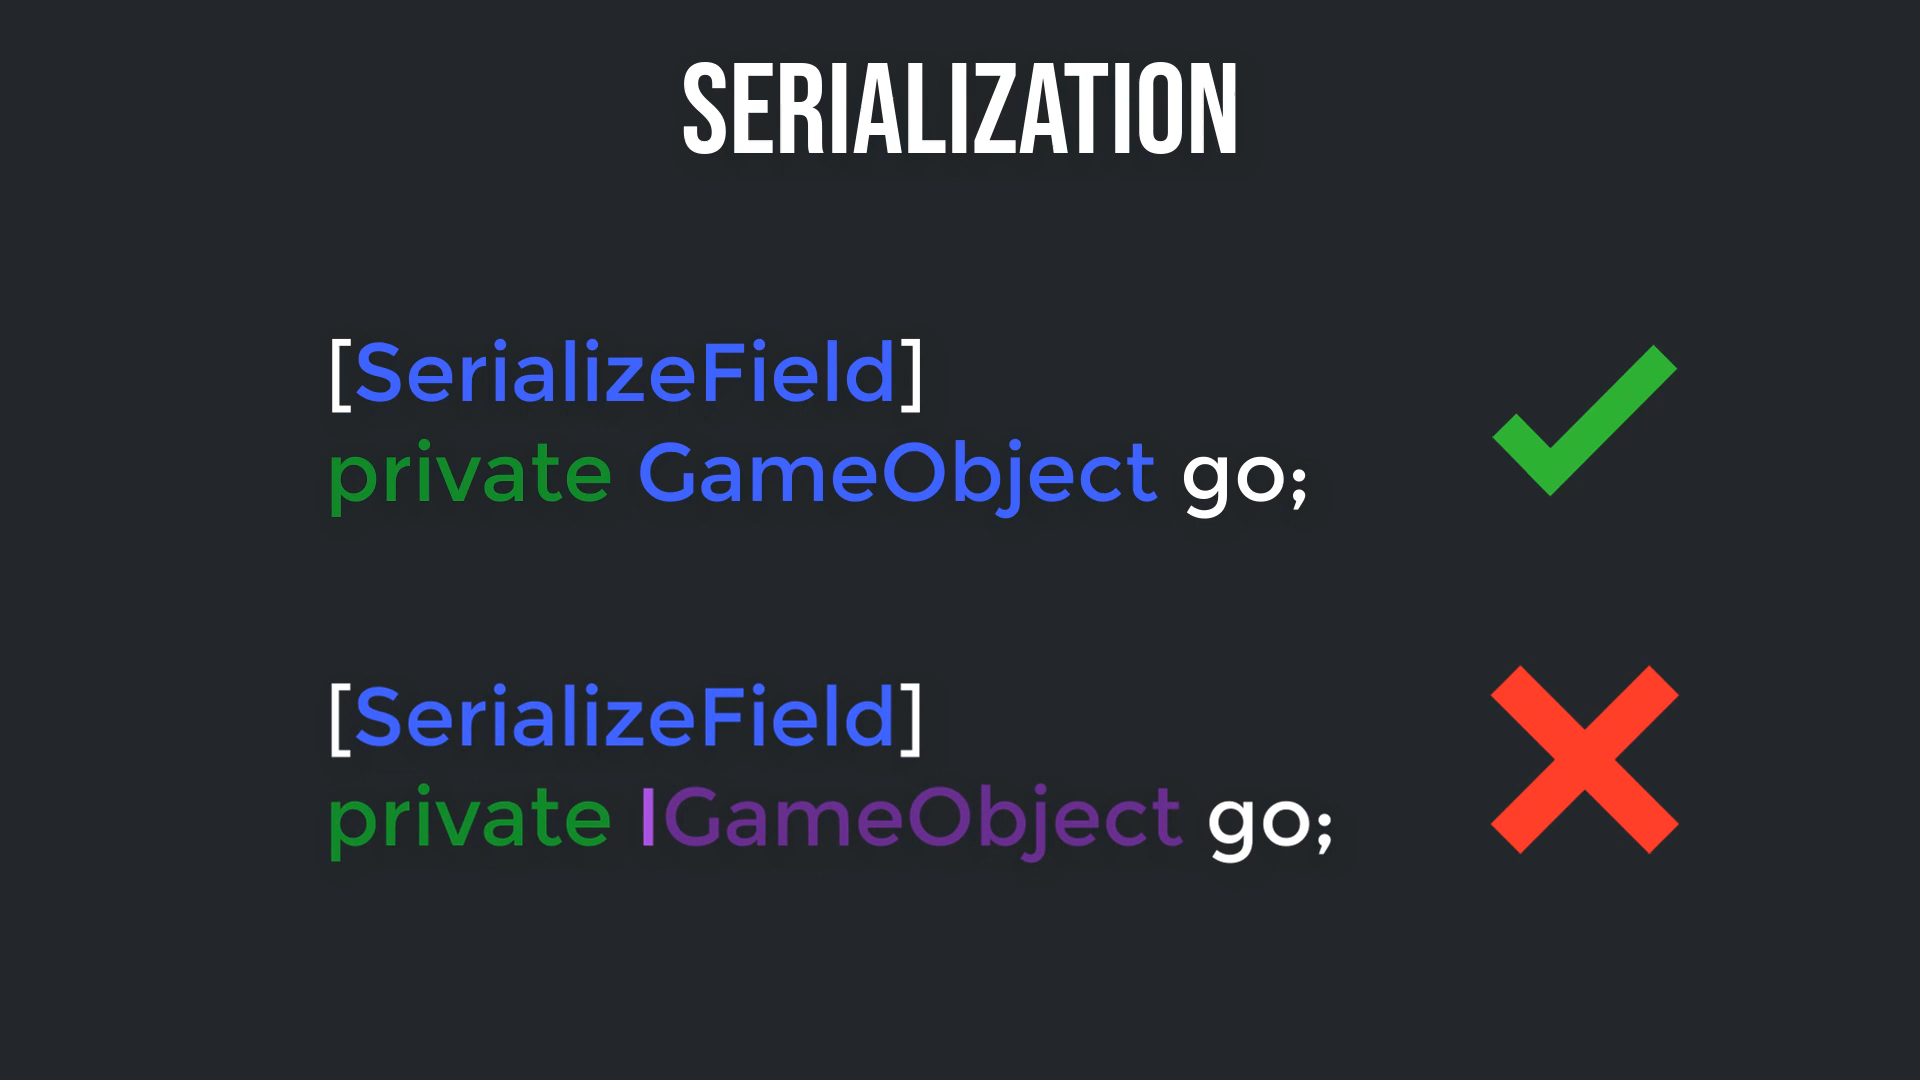 SERIALIZATION
[SerializeField]
private GameObject go;
[SerializeField]
private IGameObject go;